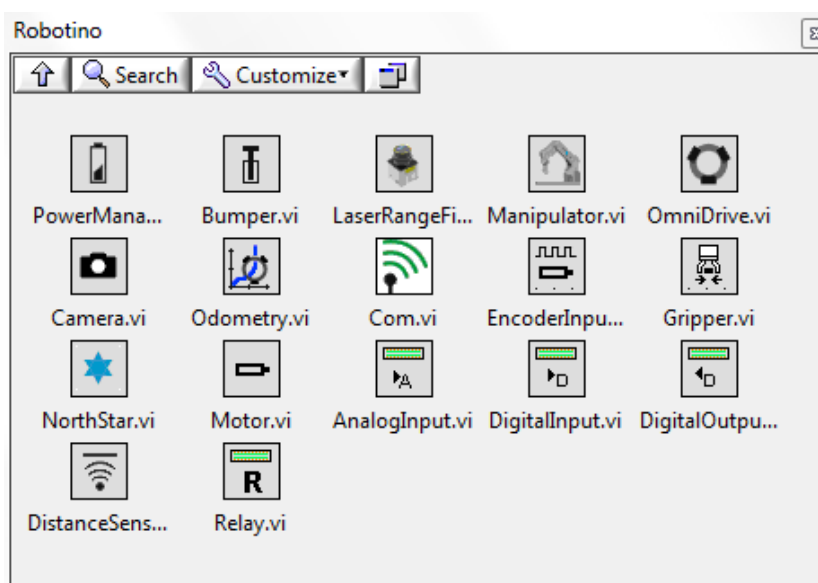 Robotino
Search Customize
PowerMana... Bumper.vi LaserRangeFi... Manipulator.vi OmniDrive.vi
Camera.vi Odometry.vi Com.vi EncoderInpu... Gripper.vi
A D D
NorthStar.vi Motor.vi AnalogInput.vi DigitalInput.vi DigitalOutpu...
R
DistanceSens... Relay.vi